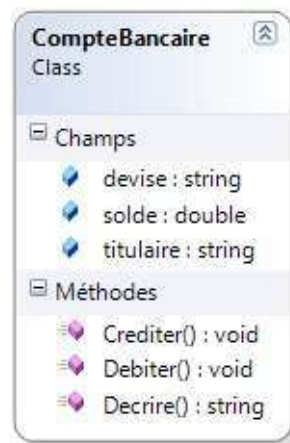 CompteBancaire
Class
Champs
devise : string
solde : double
titulaire : string
Méthodes
Crediter() : void
Debiter() : void
Decrire() : string